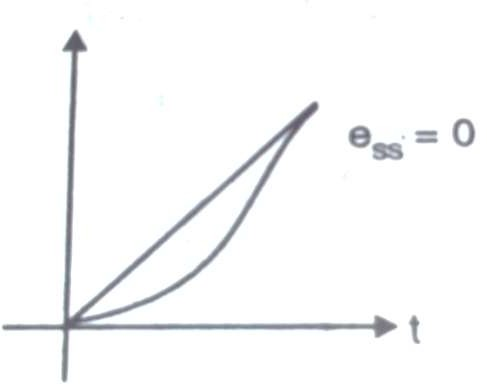 e_ss = 0
t